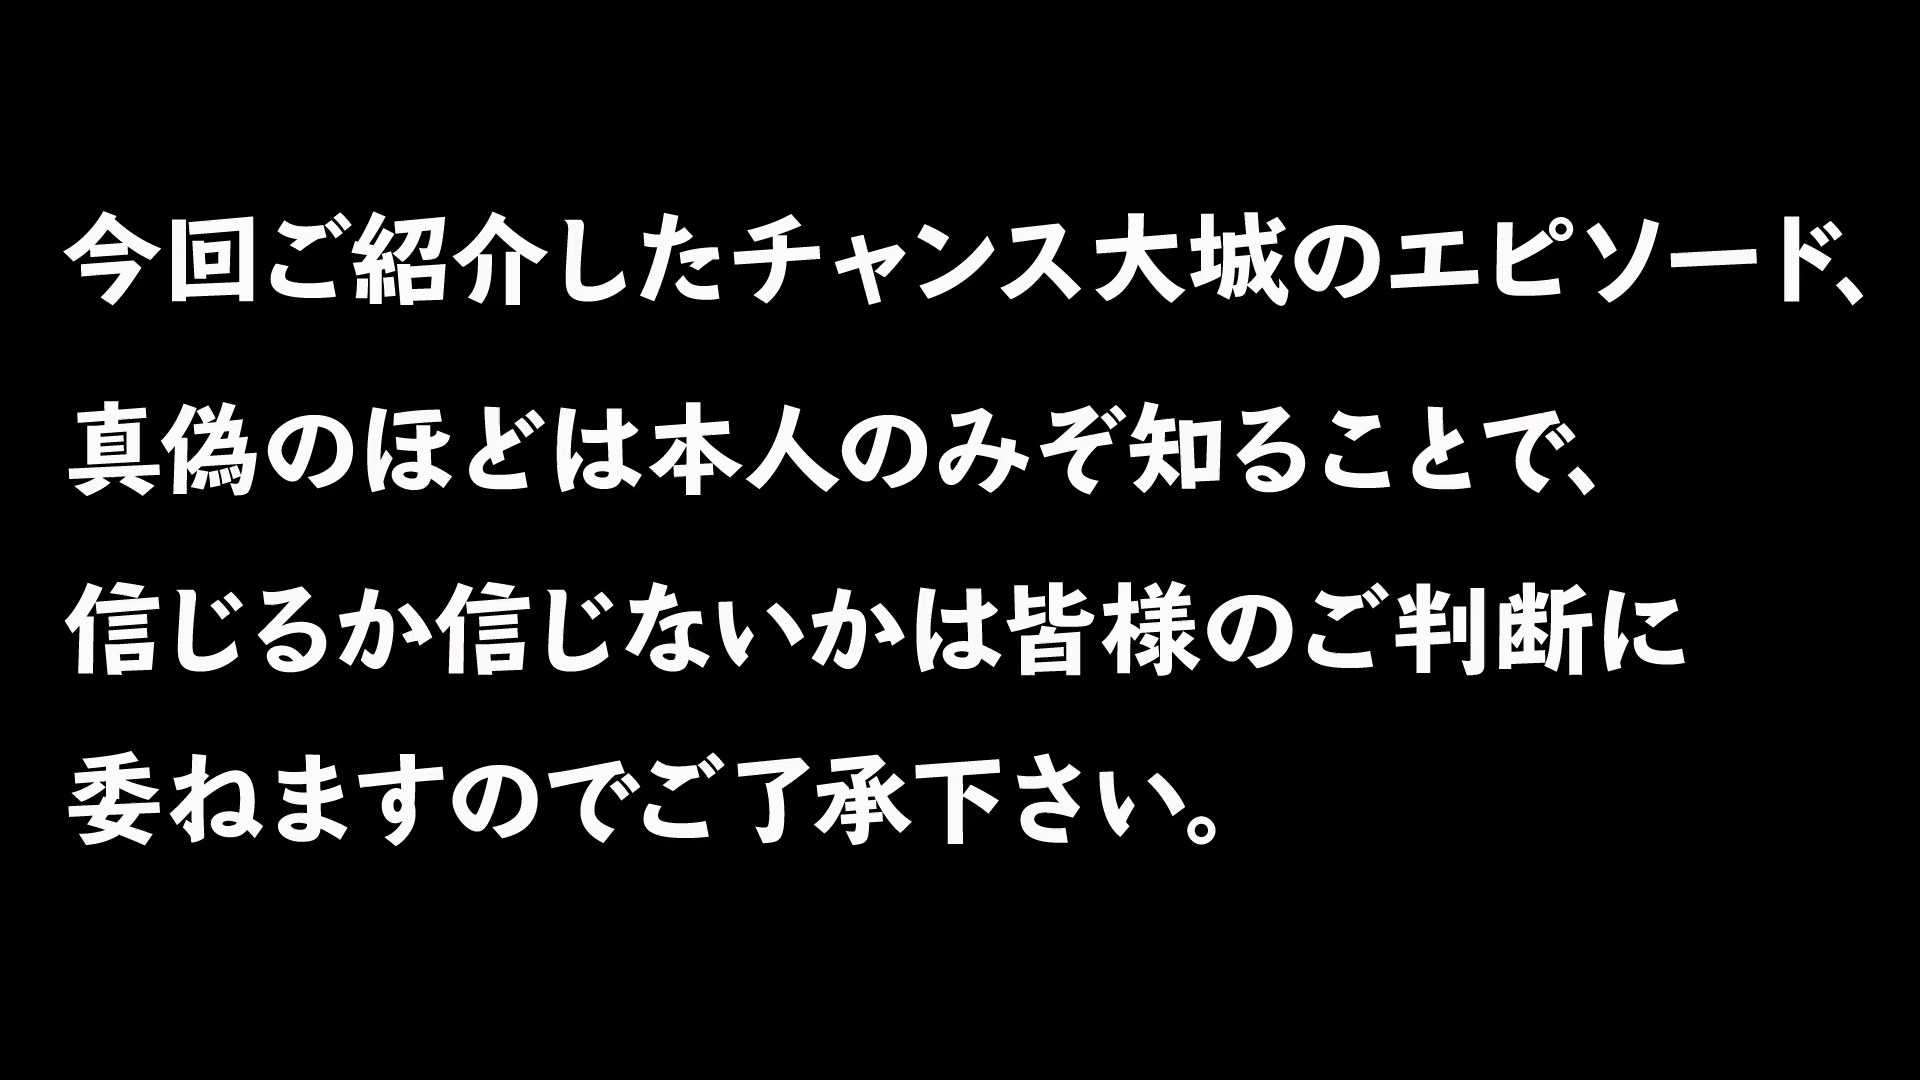 今回ご紹介したチャンス大城のエピソード、
真偽のほどは本人のみぞ知ることで、
信じるか信じないかは皆様のご判断に
委ねますのでご了承下さい。